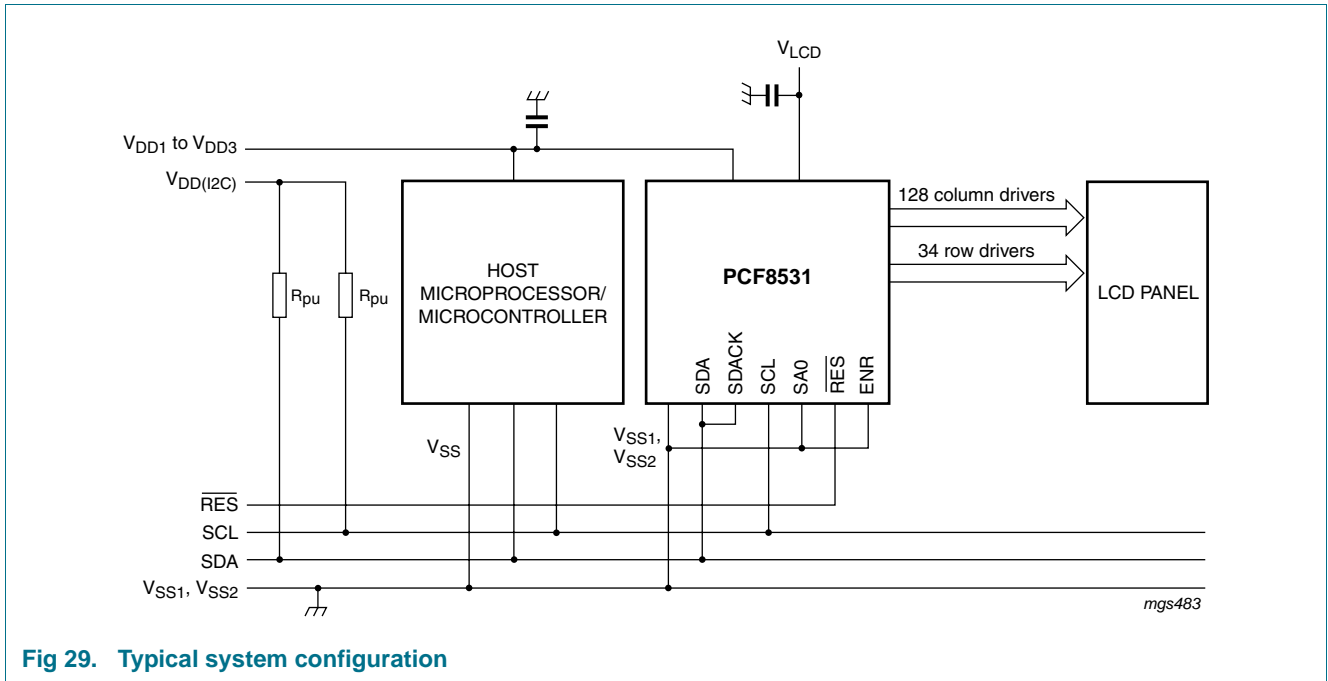 VLCD
VDD1 to VDD3
VDD(I2C)
Rpu
Rpu
HOST
MICROPROCESSOR/
MICROCONTROLLER
PCF8531
128 column drivers
34 row drivers
LCD PANEL
SDA
SDACK
SCL
SA0
RES
ENR
VSS
VSS1,
VSS2
RES
SCL
SDA
VSS1, VSS2
mgs483
Fig 29. Typical system configuration